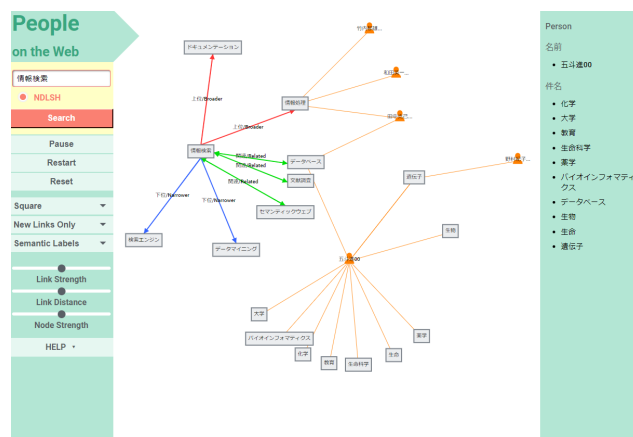 People
on the Web
情報検索
NDLSH
Search
Pause
Restart
Reset
Square
New Links Only
Semantic Labels
Link Strength
Link Distance
Node Strength
HELP
ドキュメンテーション
上位/Broader
情報処理
上位/Broader
情報検索
関連/Related
関連/Related
関連/Related
データベース
文献調査
セマンティックウェブ
下位/Narrower
下位/Narrower
検索エンジン
データマイニング
遺伝子
生物
五斗進00
大学
バイオインフォマティクス
化学
教育
生命科学
生命
薬学
Person
名前
五斗進00
件名
化学
大学
教育
生命科学
薬学
バイオインフォマティ
クス
データベース
生物
生命
遺伝子